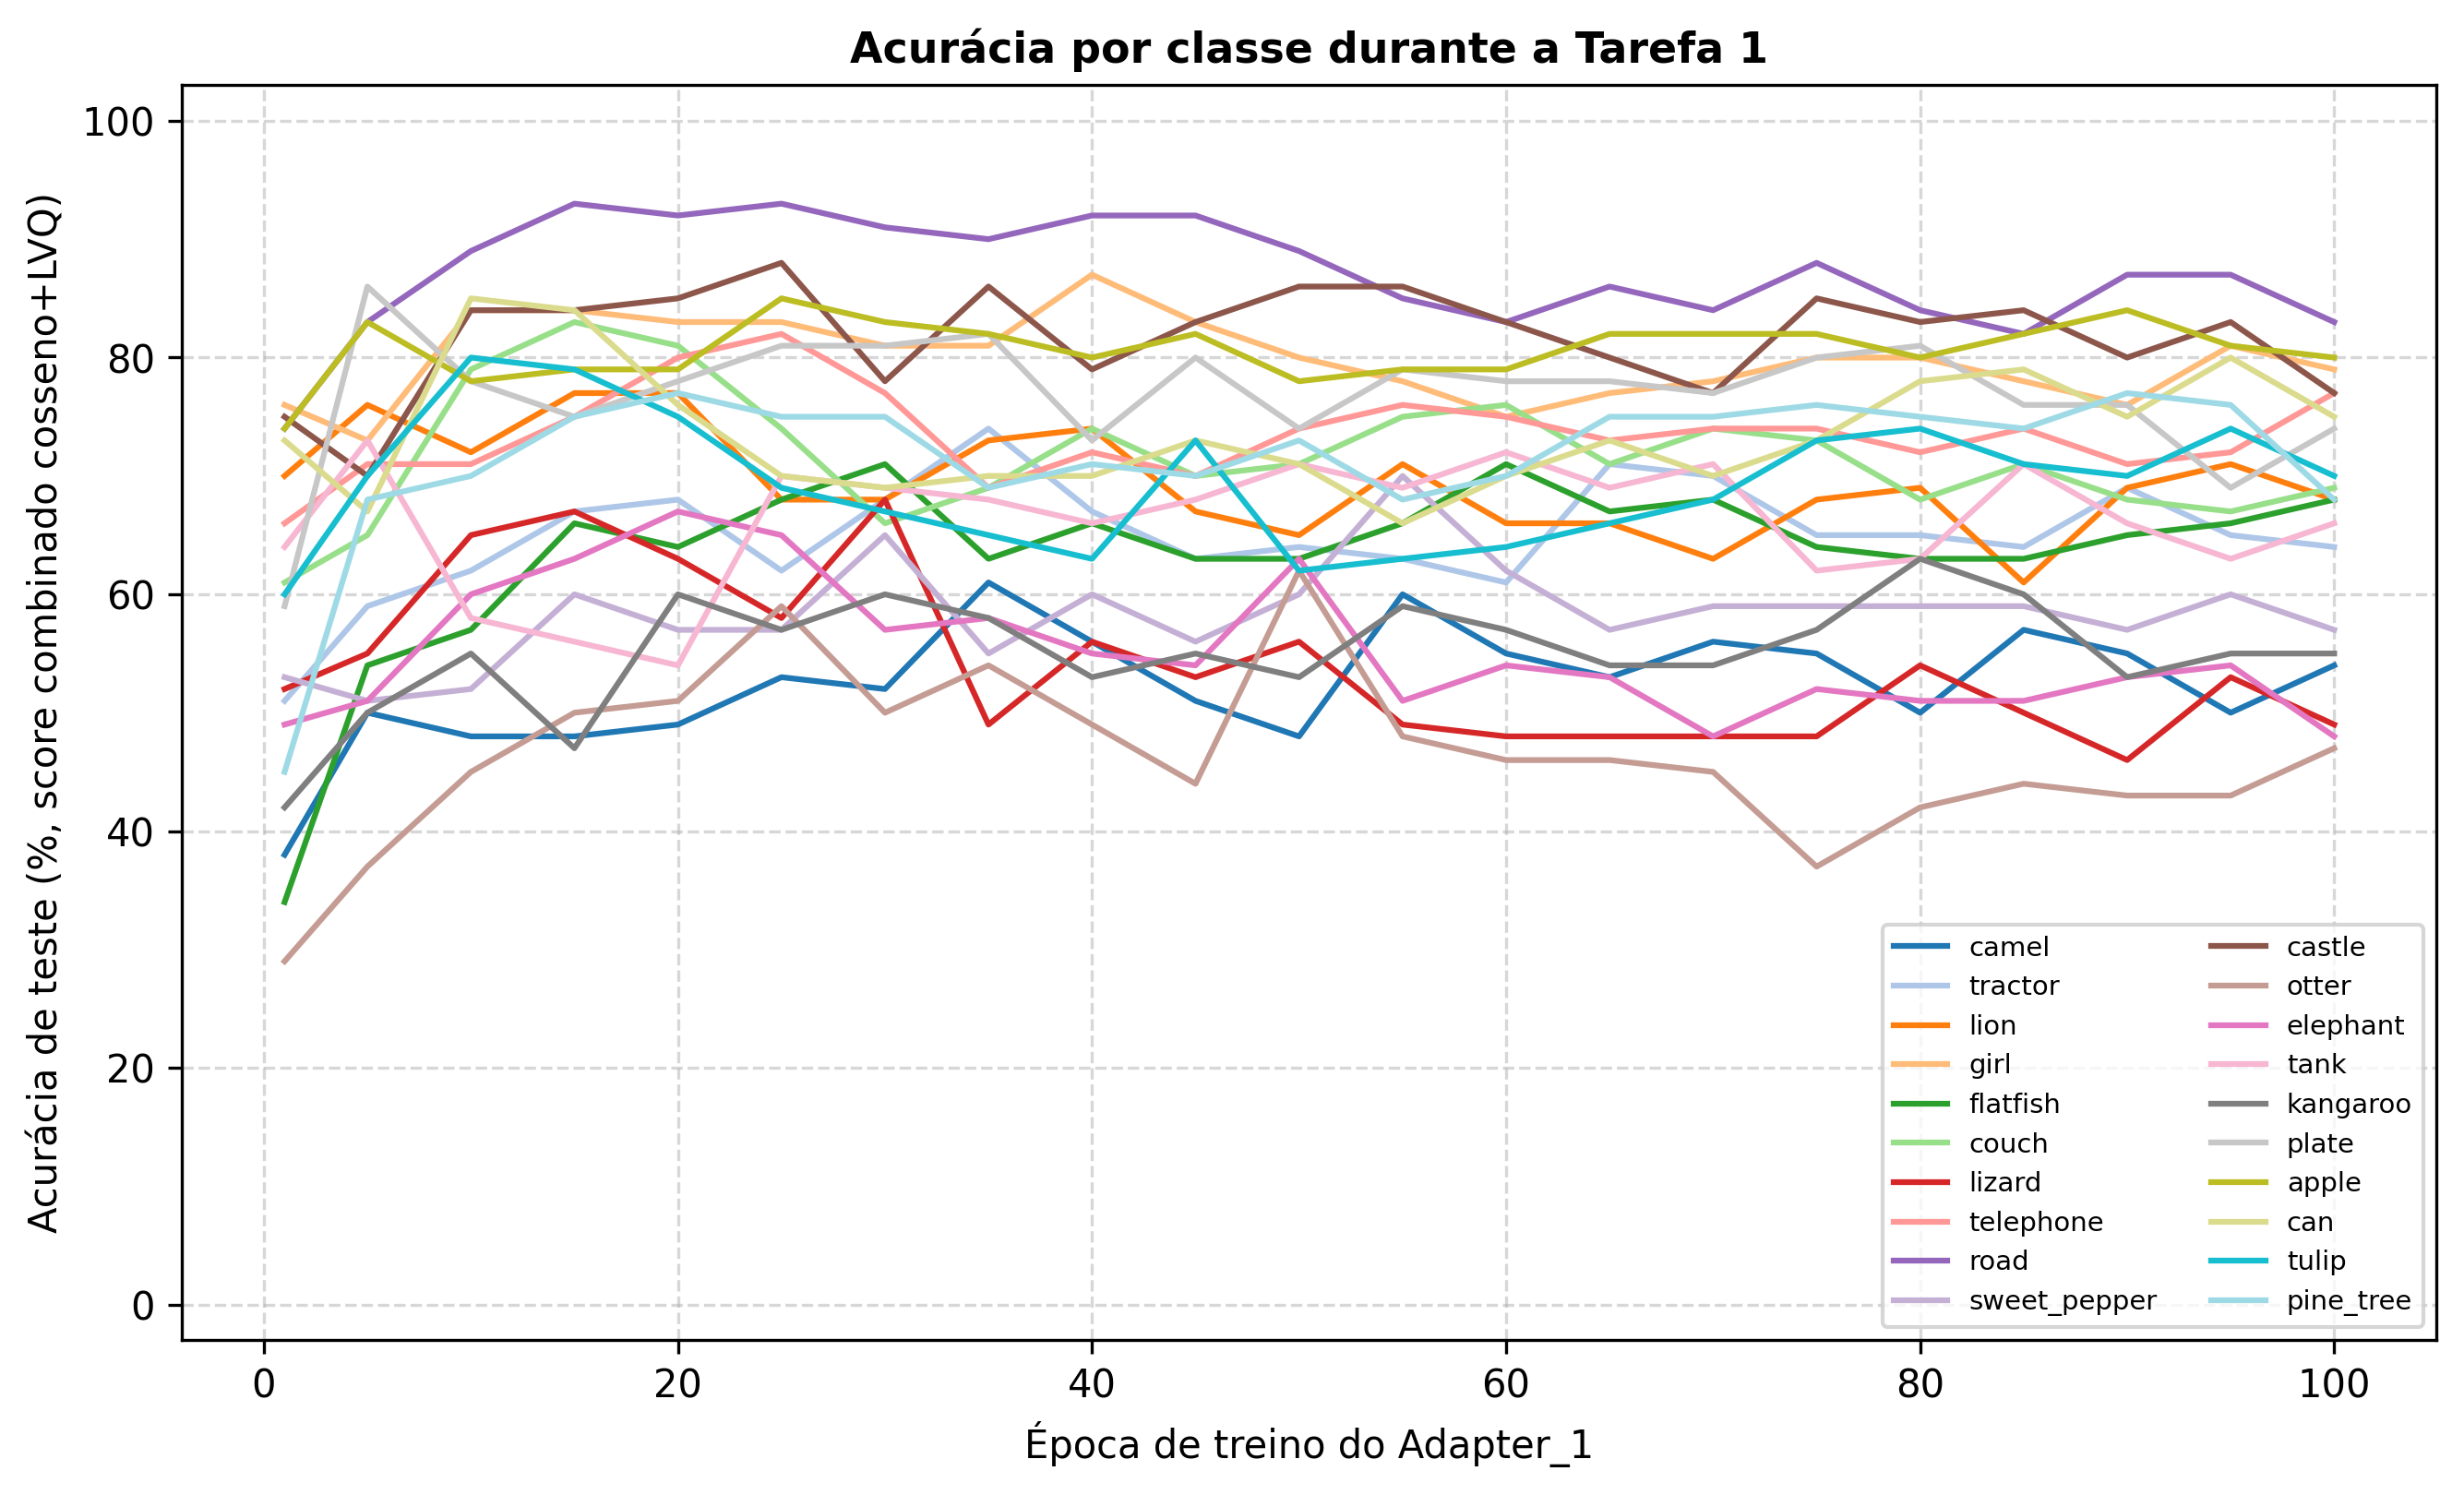 Acurácia por classe durante a Tarefa 1
Acurácia de teste (%, score combinado cosseno+LVQ)
100
80
60
40
20
0
0 20 40 60 80 100
Época de treino do Adapter_1
camel
tractor
lion
girl
flatfish
couch
lizard
telephone
road
sweet_pepper
castle
otter
elephant
tank
kangaroo
plate
apple
can
tulip
pine_tree